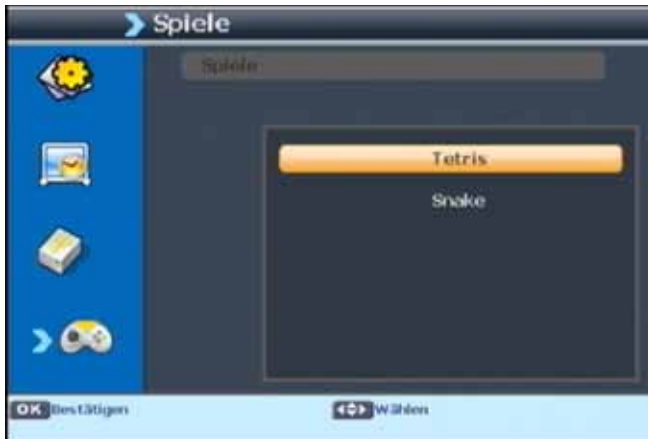 Spiele
Spiele
Tetris
Snake
OK Bestätigen
Wählen